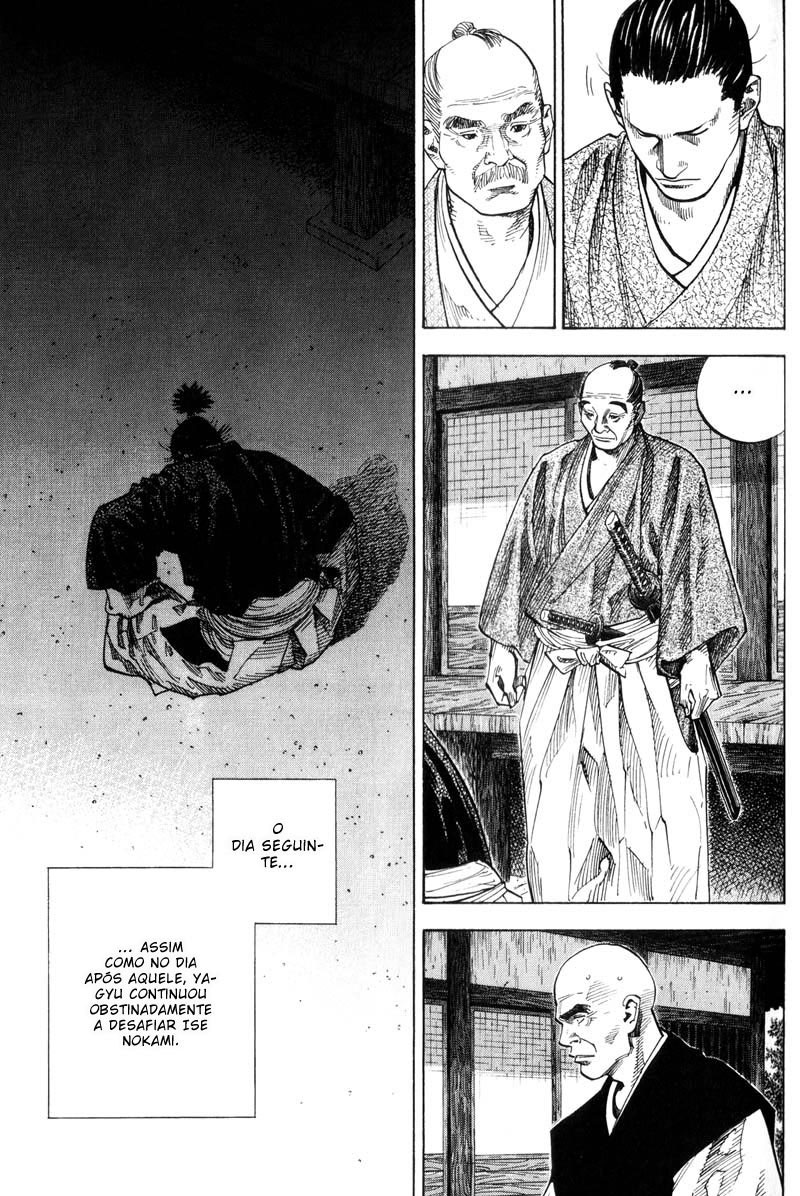 ...
O
DIA SEGUIN-
TE...
... ASSIM
COMO NO DIA
APÓS AQUELE, YA-
GYU CONTINUOU
OBSTINADAMENTE
A DESAFIAR ISE
NOKAMI.